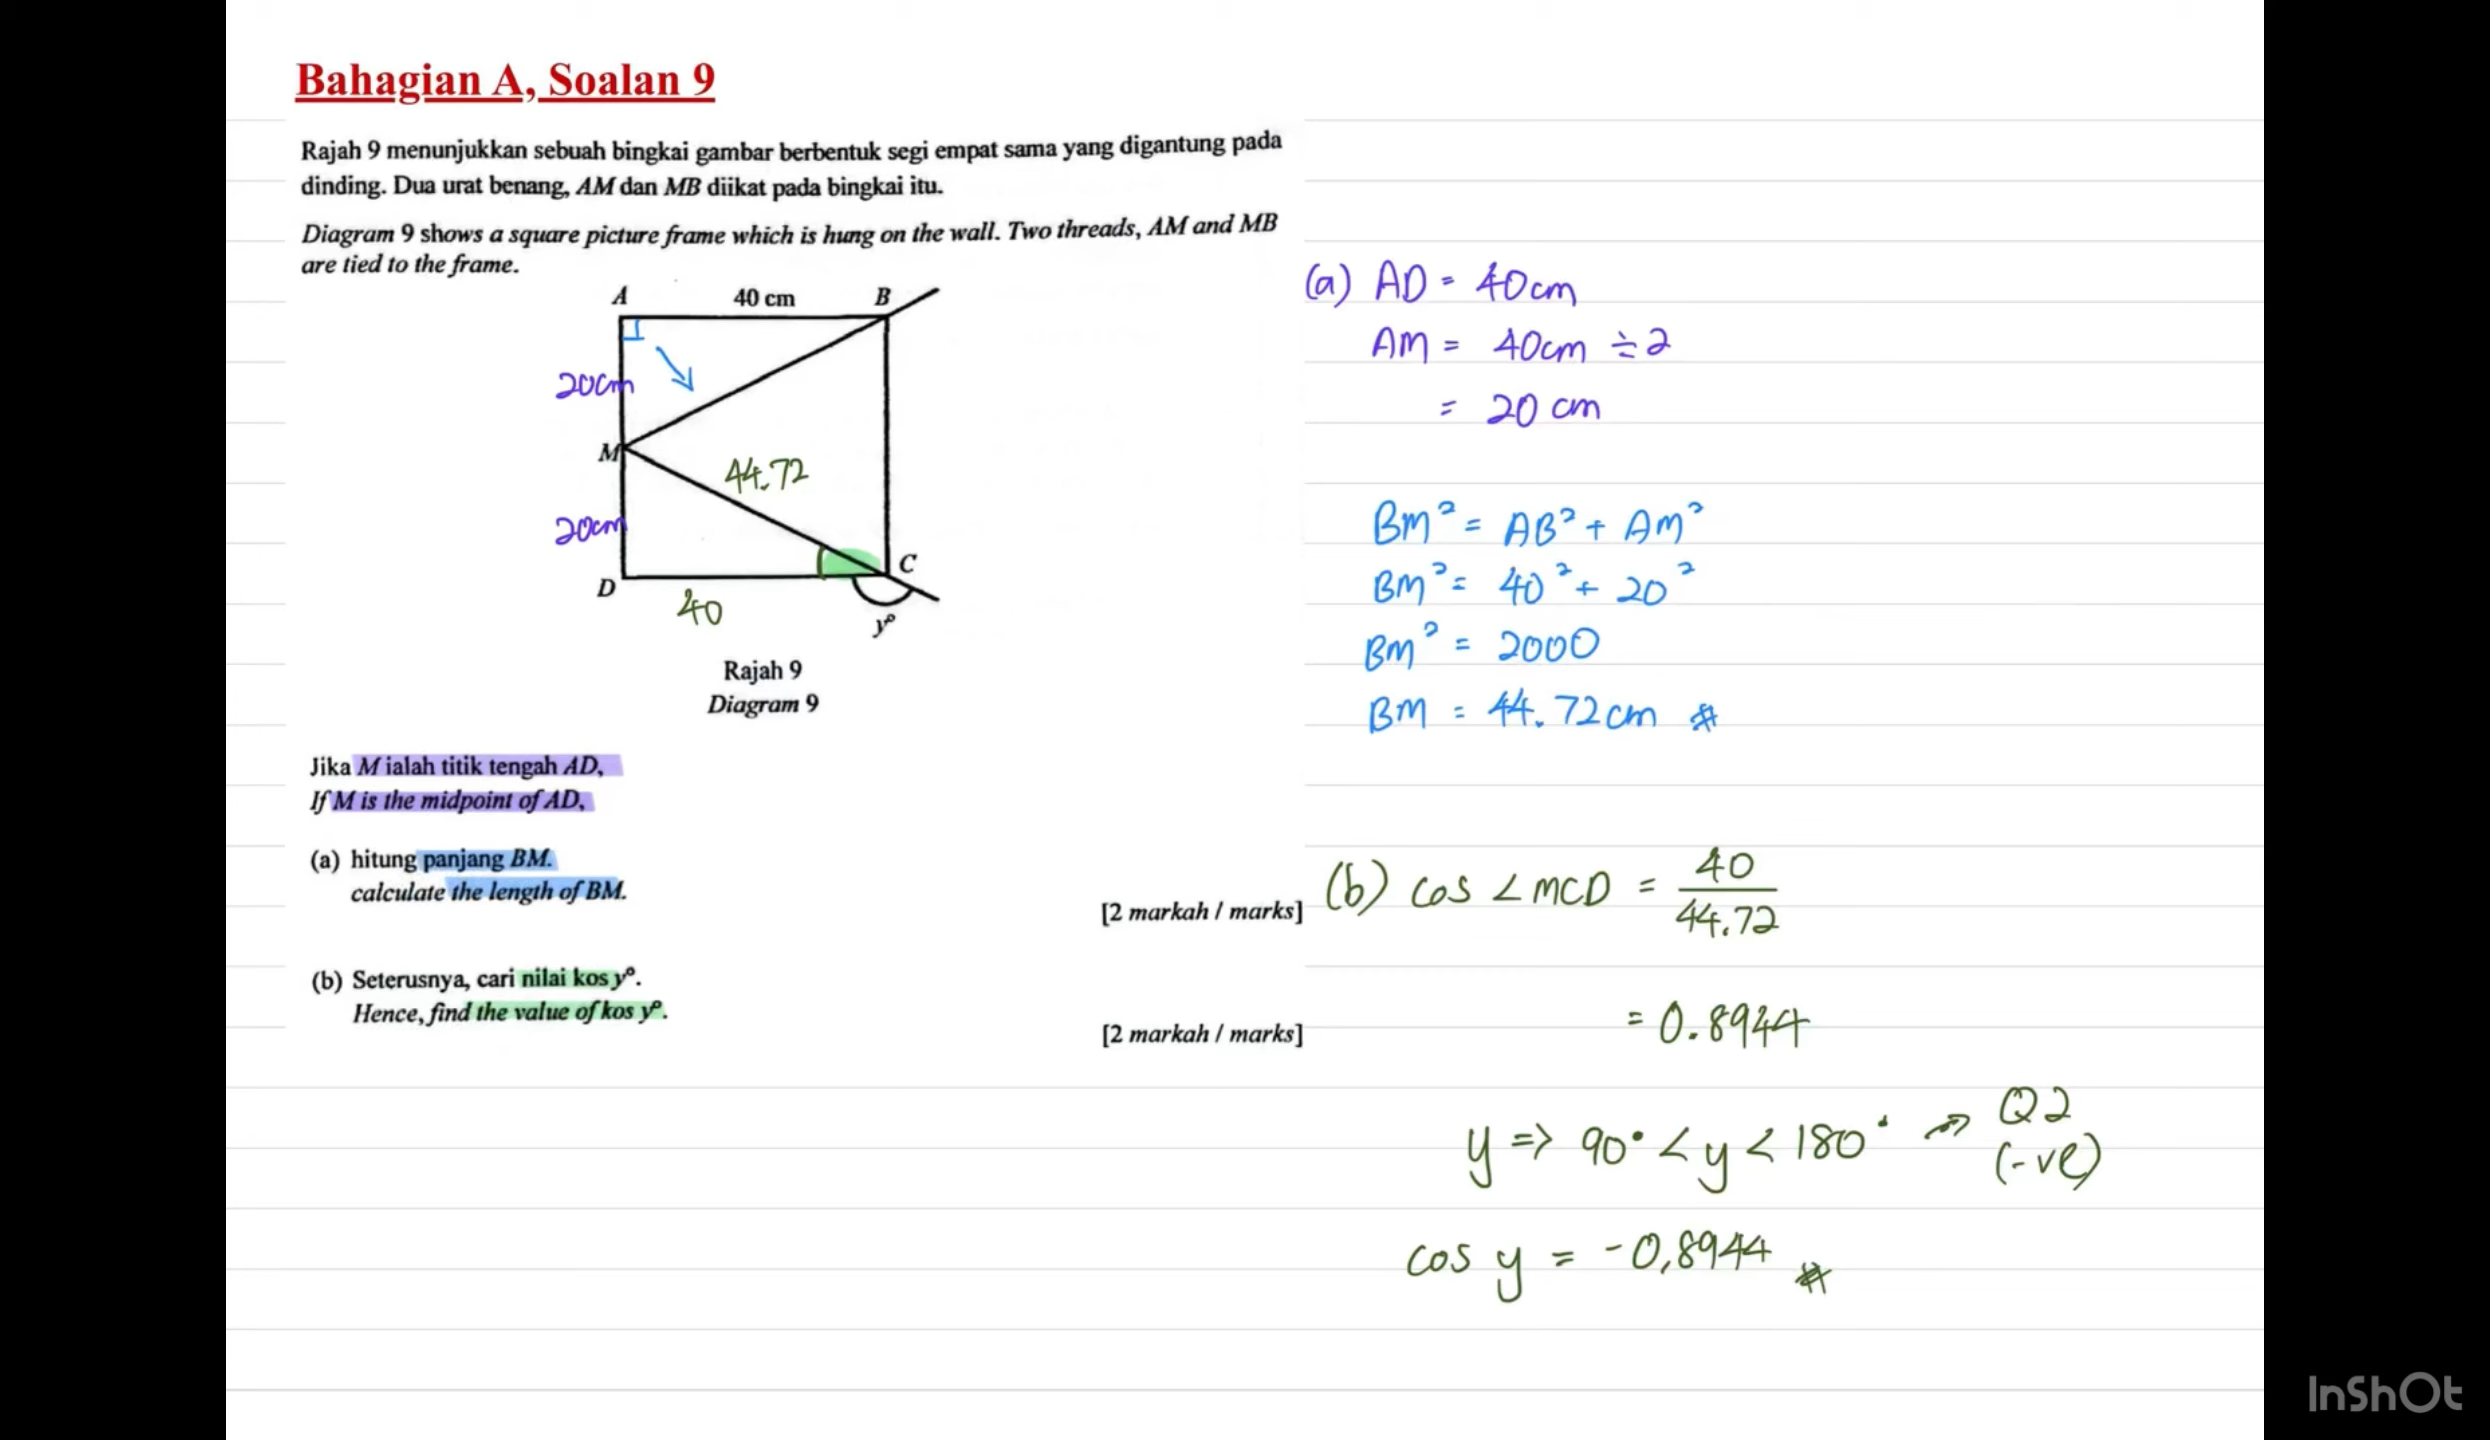 Bahagian A, Soalan 9
Rajah 9 menunjukkan sebuah bingkai gambar berbentuk segi empat sama yang digantung pada
dinding. Dua urat benang, AM dan MB diikat pada bingkai itu.
Diagram 9 shows a square picture frame which is hung on the wall. Two threads, AM and MB
are tied to the frame.
A 40 cm B
20cm
M
44.72
20cm
C
D
40
y°
Rajah 9
Diagram 9
Jika M ialah titik tengah AD,
If M is the midpoint of AD,
(a) hitung panjang BM.
calculate the length of BM.
[2 markah / marks]
(b) Seterusnya, cari nilai kos y°.
Hence, find the value of kos y°.
[2 markah / marks]
(a) AD = 40cm
AM = 40cm ÷ 2
= 20 cm
BM² = AB² + AM²
BM² = 40² + 20²
BM² = 2000
BM = 44.72cm #
(b) cos ∠MCD = 40
44.72
= 0.8944
y => 90° < y < 180° → Q2
(-ve)
cos y = -0,8944 #
InShOt